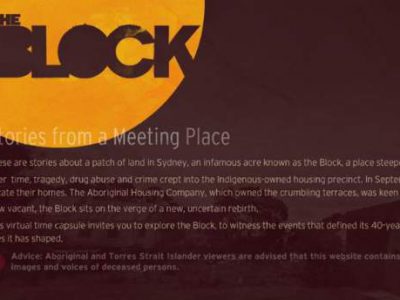 THE
BLOCK
tories from a Meeting Place
ese are stories about a patch of land in Sydney, an infamous acre known as the Block, a place steepe
er time, tragedy, drug abuse and crime crept into the Indigenous-owned housing precinct. In Septem
ate their homes. The Aboriginal Housing Company, which owned the crumbling terraces, was keen
w vacant, the Block sits on the verge of a new, uncertain rebirth,
s virtual time capsule invites you to explore the Block, to witness the events that defined its 40-yea
es it has shaped.
Advice: Aboriginal and Torres Strait Islander viewers are advised that this website contains
images and voices of deceased persons.